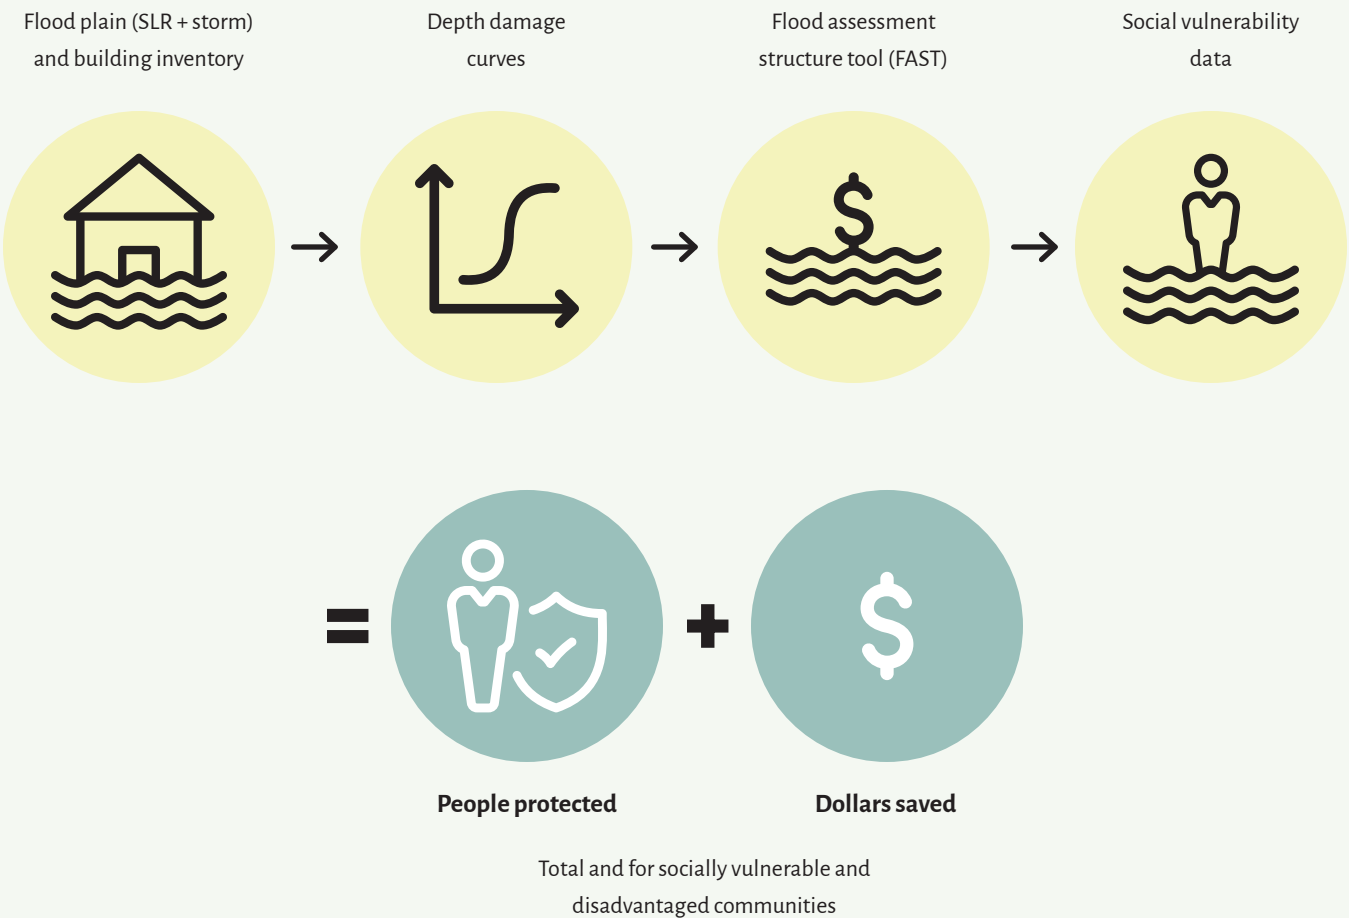 Flood plain (SLR + storm)
and building inventory
Depth damage
curves
Flood assessment
structure tool (FAST)
Social vulnerability
data
People protected
Dollars saved
Total and for socially vulnerable and
disadvantaged communities